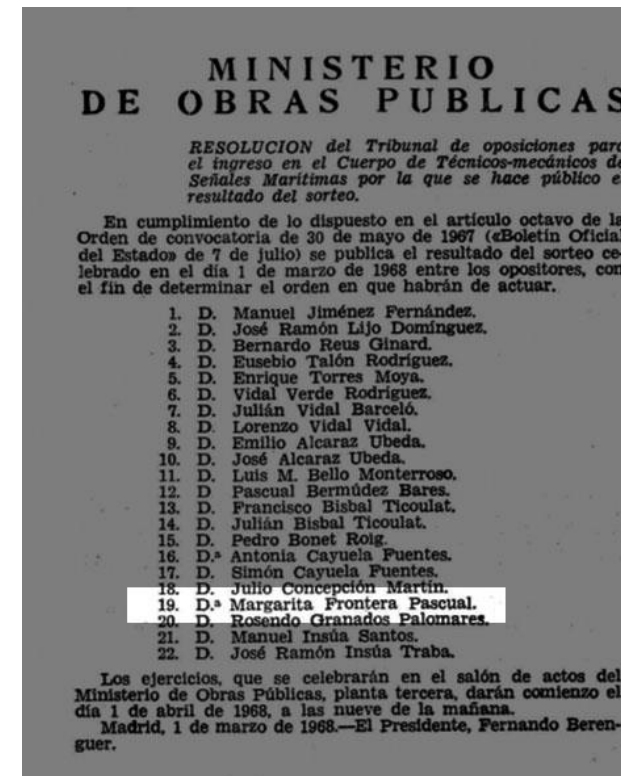 MINISTERIO
DE OBRAS PUBLICAS
RESOLUCION del Tribunal de oposiciones para
el ingreso en el Cuerpo de Técnicos-mecánicos de
Señales Marítimas por la que se hace público e
resultado del sorteo.
En cumplimiento de lo dispuesto en el artículo octavo de la
Orden de convocatoria de 30 de mayo de 1967 («Boletín Oficial
del Estado» de 7 de julio) se publica el resultado del sorteo ce-
lebrado en el día 1 de marzo de 1968 entre los opositores, con
el fin de determinar el orden en que habrán de actuar.
1. D. Manuel Jiménez Fernández.
2. D. José Ramón Lijo Domínguez.
3. D. Bernardo Reus Ginard.
4. D. Eusebio Talón Rodríguez.
5. D. Enrique Torres Moya.
6. D. Vidal Verde Rodríguez.
7. D. Julián Vidal Barceló.
8. D. Lorenzo Vidal Vidal.
9. D. Emilio Alcaraz Ubeda.
10. D. José Alcaraz Ubeda.
11. D. Luis M. Bello Monterroso.
12. D Pascual Bermúdez Bares.
13. D. Francisco Bisbal Ticoulat.
14. D. Julián Bisbal Ticoulat.
15. D. Pedro Bonet Roig.
16. D.ª Antonia Cayuela Fuentes.
17. D. Simón Cayuela Fuentes.
18. D. Julio Concepción Martín.
19. D.ª Margarita Frontera Pascual.
20. D. Rosendo Granados Palomares.
21. D. Manuel Insúa Santos.
22. D. José Ramón Insúa Traba.
Los ejercicios, que se celebrarán en el salón de actos del
Ministerio de Obras Públicas, planta tercera, darán comienzo el
día 1 de abril de 1968, a las nueve de la mañana.
Madrid, 1 de marzo de 1968.—El Presidente, Fernando Beren-
guer.